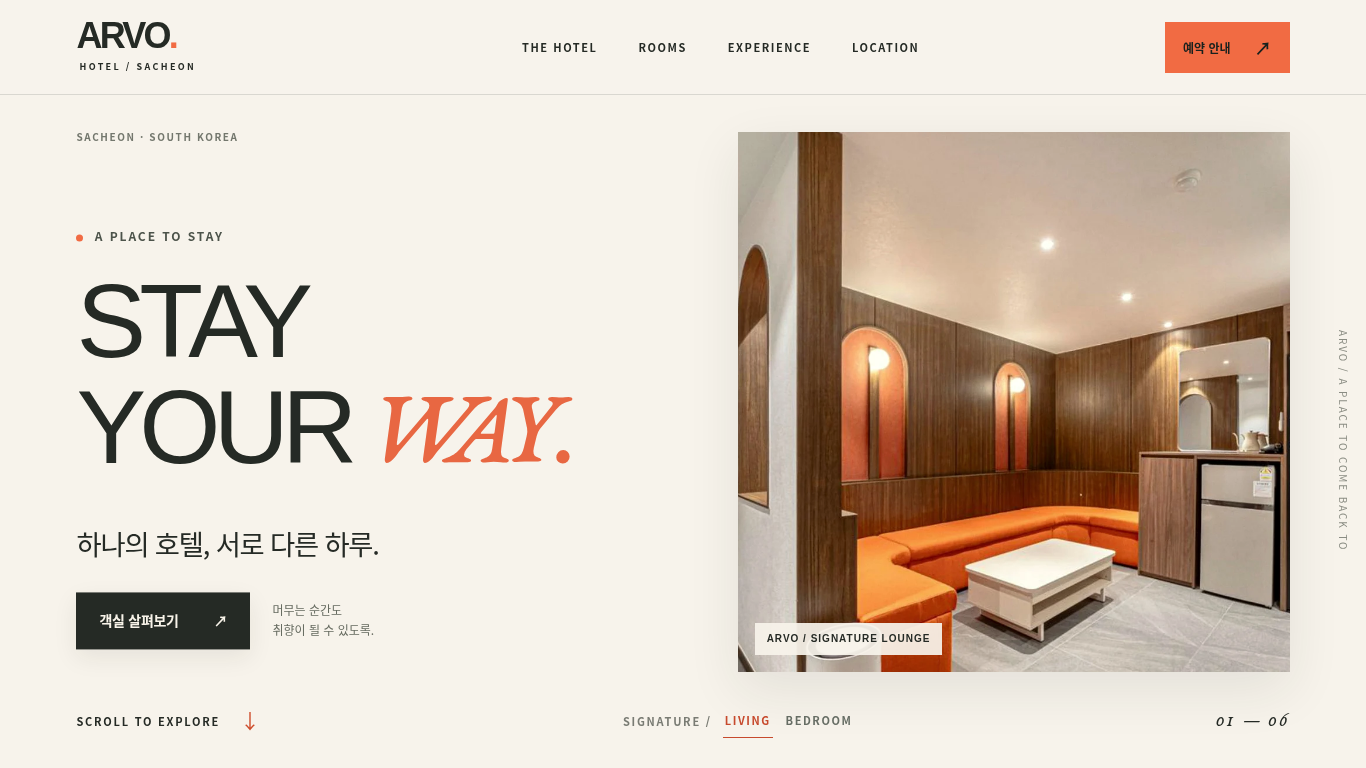 ARVO.
HOTEL / SACHEON
THE HOTEL
ROOMS
EXPERIENCE
LOCATION
예약 안내 ↗
SACHEON · SOUTH KOREA
A PLACE TO STAY
STAY
YOUR WAY.
하나의 호텔, 서로 다른 하루.
객실 살펴보기 ↗
머무는 순간도
취향이 될 수 있도록.
ARVO / SIGNATURE LOUNGE
ARVO / A PLACE TO COME BACK TO
SCROLL TO EXPLORE ↓
SIGNATURE / LIVING BEDROOM
01 — 06